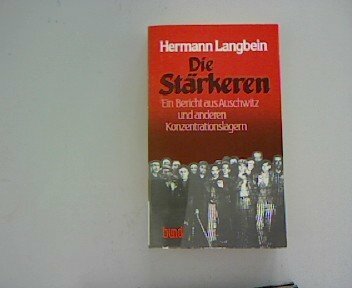 Hermann Langbein
Die
Stärkeren
Ein Bericht aus Auschwitz
und anderen
Konzentrationslagern
bund